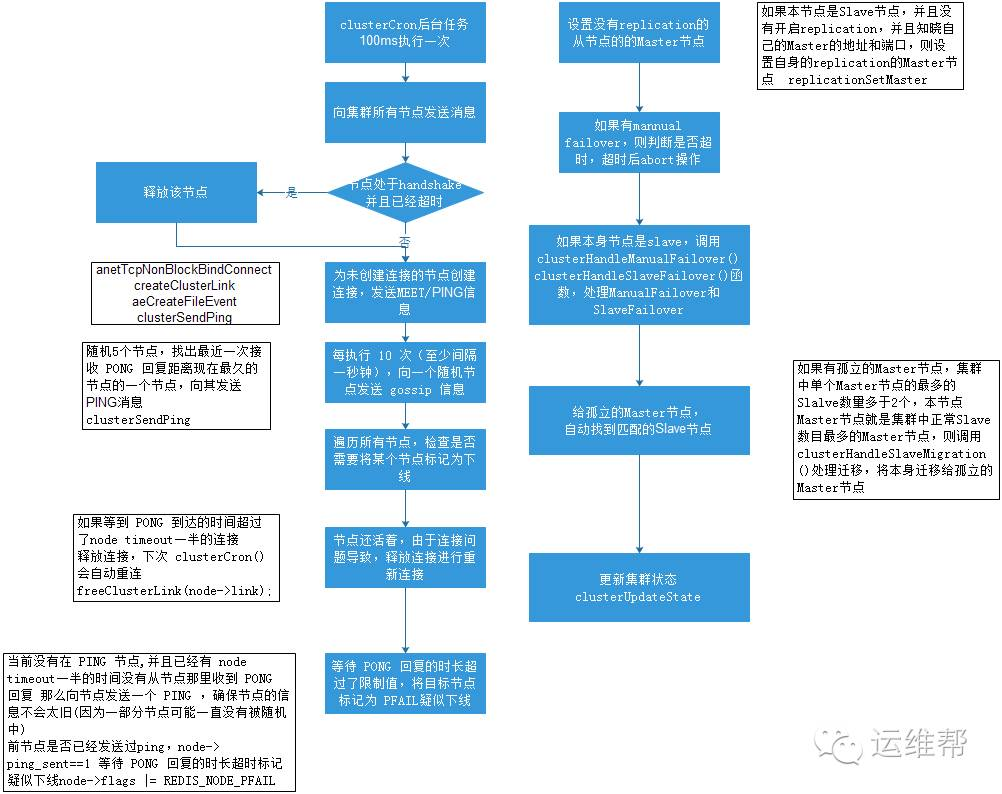 clusterCron后台任务
100ms执行一次
向集群所有节点发送消息
节点处于handshake
并且已经超时
是
释放该节点
否
anetTcpNonBlockBindConnect
createClusterLink
aeCreateFileEvent
clusterSendPing
为未创建连接的节点创建
连接，发送MEET/PING信
息
随机5个节点，找出最近一次接
收 PONG 回复距离现在最久的
节点的一个节点，向其发送
PING消息
clusterSendPing
每执行 10 次（至少间隔
一秒钟），向一个随机节
点发送 gossip 信息
遍历所有节点，检查是否
需要将某个节点标记为下
线
如果等到 PONG 到达的时间超过
了node timeout一半的连接
释放连接，下次 clusterCron()
会自动重连
freeClusterLink(node->link);
节点还活着，由于连接问
题导致，释放连接进行重
新连接
当前没有在 PING 节点,并且已经有 node
timeout一半的时间没有从节点那里收到 PONG
回复 那么向节点发送一个 PING ，确保节点的信
息不会太旧(因为一部分节点可能一直没有被随机
中)
前节点是否已经发送过ping，node->
ping_sent==1 等待 PONG 回复的时长超时标记
疑似下线node->flags |= REDIS_NODE_PFAIL
等待 PONG 回复的时长超
过了限制值，将目标节点
标记为 PFAIL疑似下线
设置没有replication的
从节点的的Master节点
如果本节点是Slave节点，并且没
有开启replication，并且知晓自
己的Master的地址和端口，则设
置自身的replication的Master节
点 replicationSetMaster
如果有mannual
failover，则判断是否超
时，超时后abort操作
如果本身节点是slave，调用
clusterHandleManualFailover()
clusterHandleSlaveFailover()函
数，处理ManualFailover和
SlaveFailover
给孤立的Master节点，
自动找到匹配的Slave节点
如果有孤立的Master节点，集群
中单个Master节点的最多的
Slalve数量多于2个，本节点
Master节点就是集群中正常Slave
数目最多的Master节点，则调用
clusterHandleSlaveMigration
()处理迁移，将本身迁移给孤立的
Master节点
更新集群状态
clusterUpdateState
运维帮